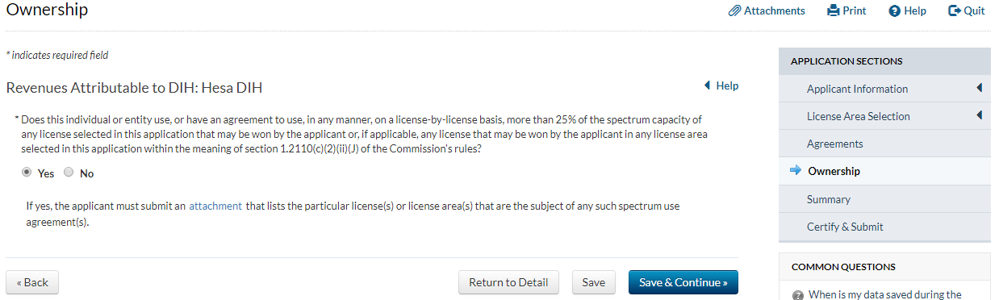 Ownership
Attachments Print Help Quit
* indicates required field
Revenues Attributable to DIH: Hesa DIH
Help
* Does this individual or entity use, or have an agreement to use, in any manner, on a license-by-license basis, more than 25% of the spectrum capacity of
any license selected in this application that may be won by the applicant or, if applicable, any license that may be won by the applicant in any license area
selected in this application within the meaning of section 1.2110(c)(2)(ii)(J) of the Commission's rules?
Yes No
If yes, the applicant must submit an attachment that lists the particular license(s) or license area(s) that are the subject of any such spectrum use
agreement(s).
« Back
Return to Detail
Save
Save & Continue »
APPLICATION SECTIONS
Applicant Information
License Area Selection
Agreements
Ownership
Summary
Certify & Submit
COMMON QUESTIONS
? When is my data saved during the